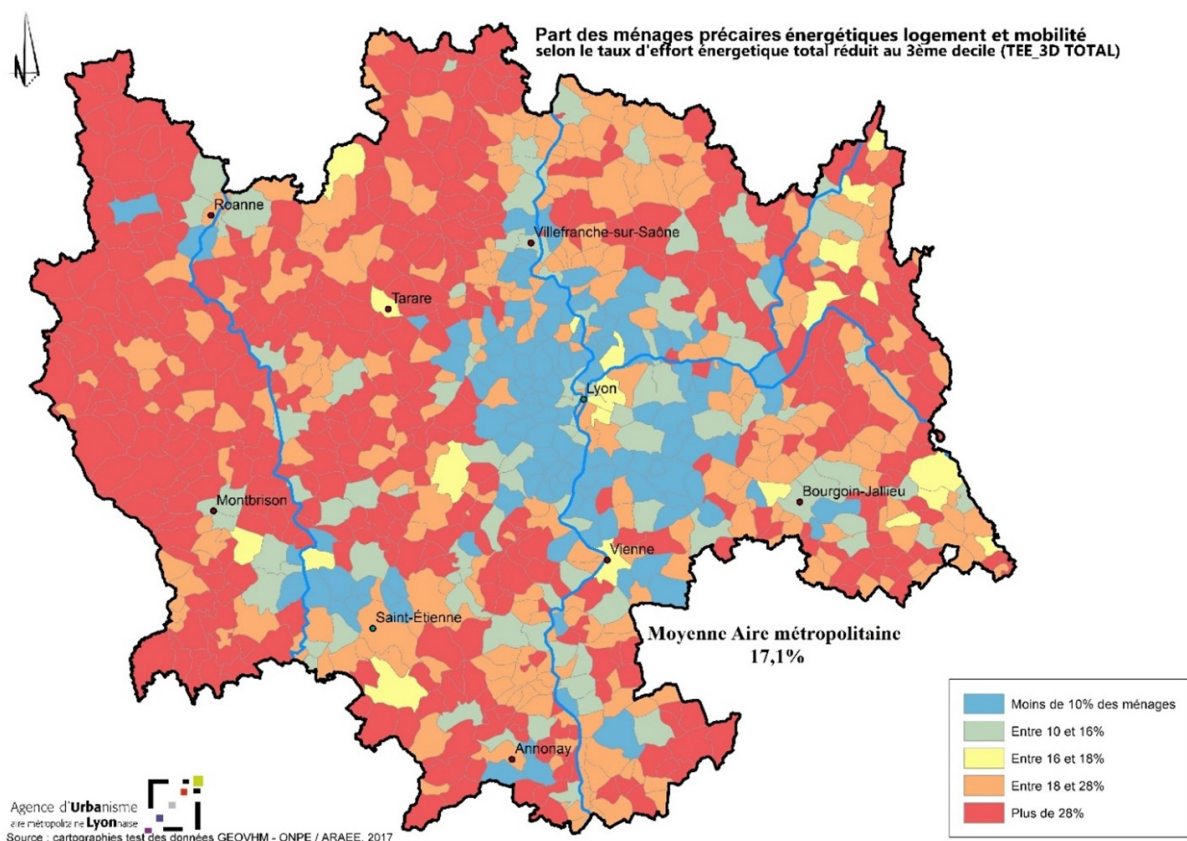 Part des ménages précaires énergétiques logement et mobilité
selon le taux d'effort énergetique total réduit au 3ème decile (TEE_3D TOTAL)
Roanne
Villefranche-sur-Saône
Tarare
Lyon
Montbrison
Bourgoin-Jallieu
Vienne
Saint-Étienne
Moyenne Aire métropolitaine
17,1%
Annonay
Moins de 10% des ménages
Entre 10 et 16%
Entre 16 et 18%
Entre 18 et 28%
Plus de 28%
Agence d'Urbanisme
aire métropolitaine Lyonnaise
Source : cartographies test des données GEOVHM - ONPE / ARAEE, 2017